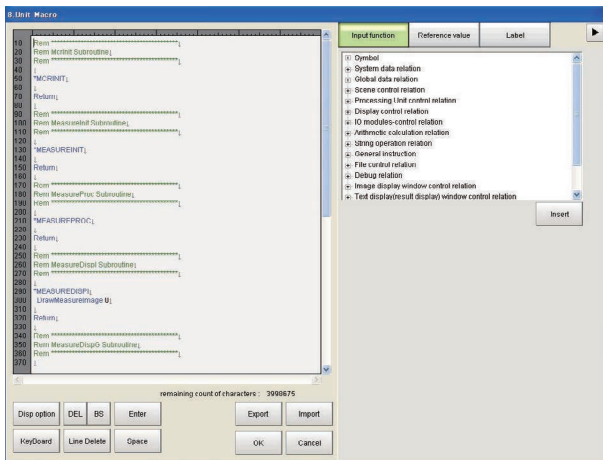 8.Unit Macro
10 Rem ******************************↓
20 Rem McrInit Subroutine↓
30 Rem ******************************↓
40 ↓
50 *MCRINIT↓
60 ↓
70 Return↓
80 ↓
90 Rem ******************************↓
100 Rem MeasureInit Subroutine↓
110 Rem ******************************↓
120 ↓
130 *MEASUREINIT↓
140 ↓
150 Return↓
160 ↓
170 Rem ******************************↓
180 Rem MeasureProc Subroutine↓
190 Rem ******************************↓
200 ↓
210 *MEASUREPROC↓
220 ↓
230 Return↓
240 ↓
250 Rem ******************************↓
260 Rem MeasureDispI Subroutine↓
270 Rem ******************************↓
280 ↓
290 *MEASUREDISPI↓
300 DrawMeasureImage U↓
310 ↓
320 Return↓
330 ↓
340 Rem ******************************↓
350 Rem MeasureDispG Subroutine↓
360 Rem ******************************↓
370 ↓
remaining count of characters : 3998675
Disp option DEL BS Enter Export Import
KeyBoard Line Delete Space OK Cancel
Input function Reference value Label
Symbol
System data relation
Global data relation
Scene control relation
Processing Unit control relation
Display control relation
IO modules-control relation
Arithmetic calculation relation
String operation relation
General instruction
File control relation
Debug relation
Image display window control relation
Text display(result display) window control relation
Insert